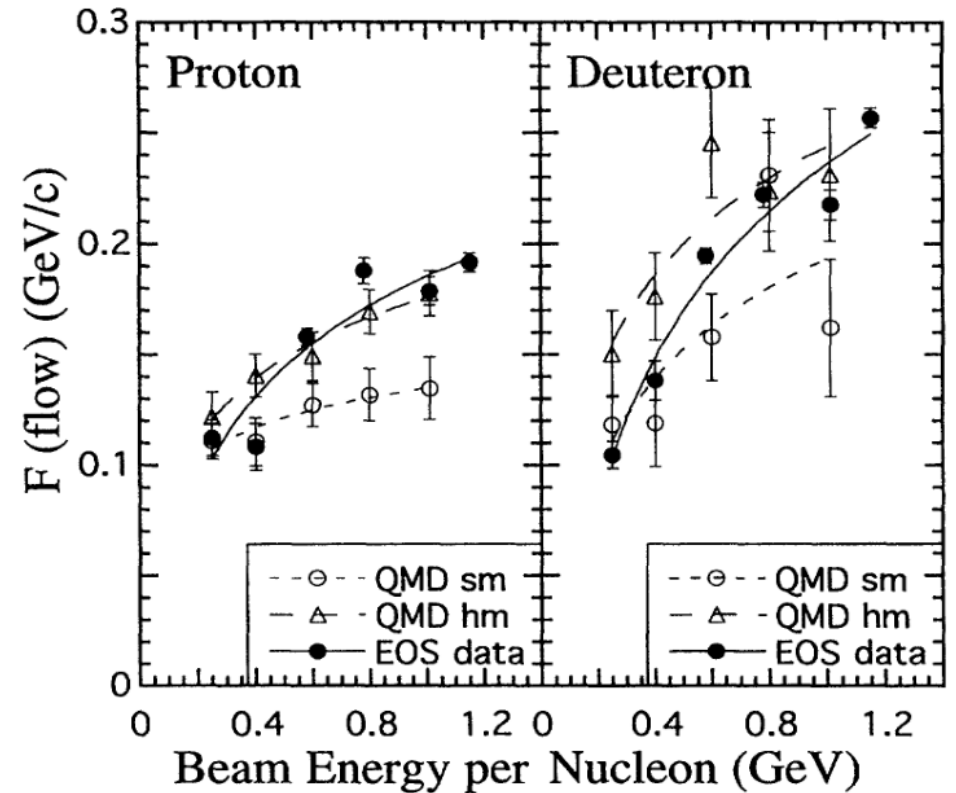 F (flow) (GeV/c)
0.3
0.2
0.1
0
Proton
QMD sm
QMD hm
EOS data
Deuteron
QMD sm
QMD hm
EOS data
0 0.4 0.8 1.2 0 0.4 0.8 1.2
Beam Energy per Nucleon (GeV)